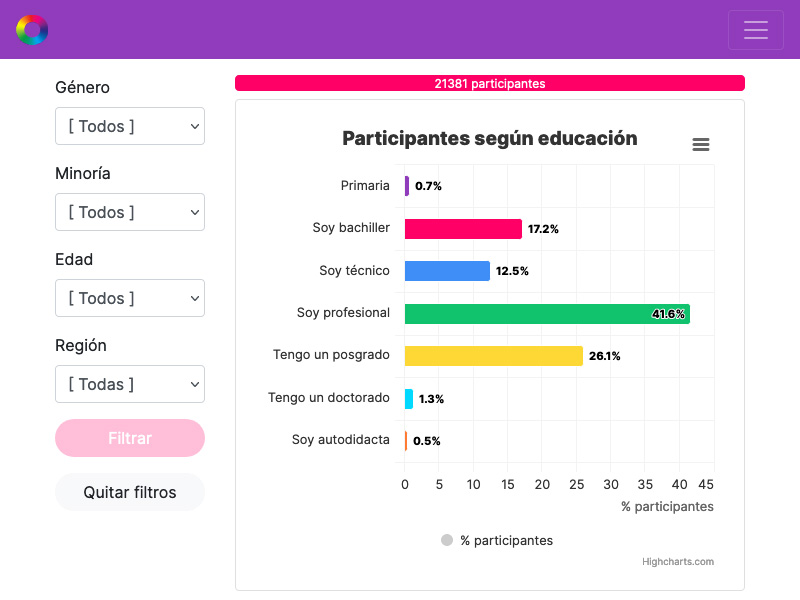 Género
[ Todos ]
Minoría
[ Todos ]
Edad
[ Todos ]
Región
[ Todas ]
Filtrar
Quitar filtros
21381 participantes
Participantes según educación
Primaria 0.7%
Soy bachiller 17.2%
Soy técnico 12.5%
Soy profesional 41.6%
Tengo un posgrado 26.1%
Tengo un doctorado 1.3%
Soy autodidacta 0.5%
0 5 10 15 20 25 30 35 40 45
% participantes
% participantes
Highcharts.com